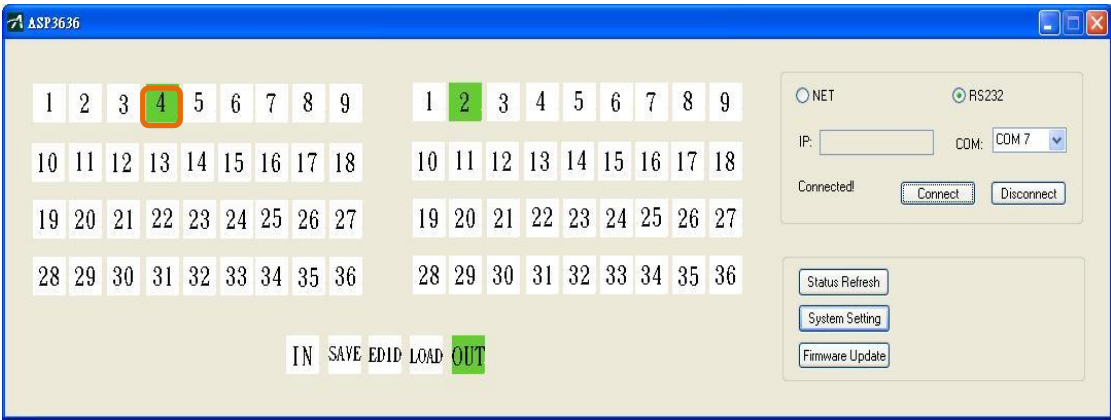 ASP3636
1 2 3 4 5 6 7 8 9
10 11 12 13 14 15 16 17 18
19 20 21 22 23 24 25 26 27
28 29 30 31 32 33 34 35 36
1 2 3 4 5 6 7 8 9
10 11 12 13 14 15 16 17 18
19 20 21 22 23 24 25 26 27
28 29 30 31 32 33 34 35 36
IN SAVE EDID LOAD OUT
NET RS232
IP: COM: COM 7
Connected! Connect Disconnect
Status Refresh
System Setting
Firmware Update